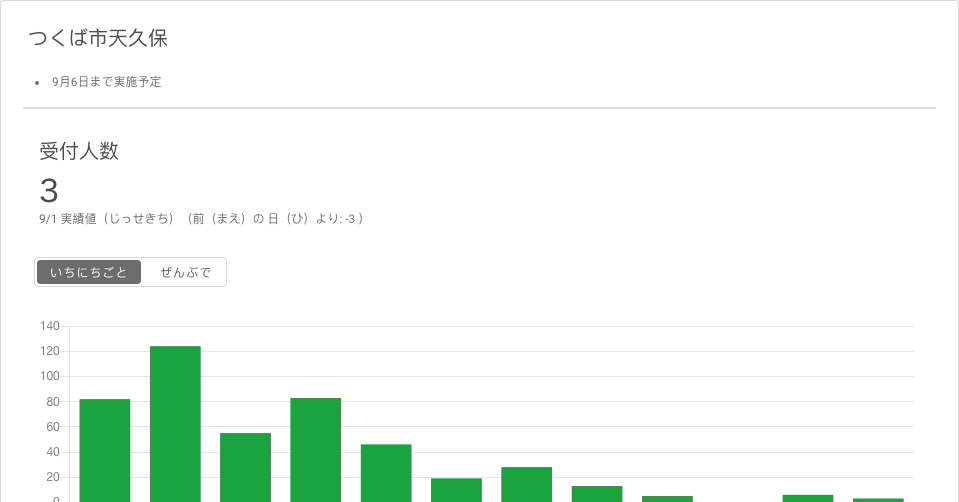 つくば市天久保
• 9月6日まで実施予定
受付人数
3
9/1 実績値（じっせきち）（前（まえ）の 日（ひ）より: -3 ）
いちにちごと ぜんぶで
140
120
100
80
60
40
20
0